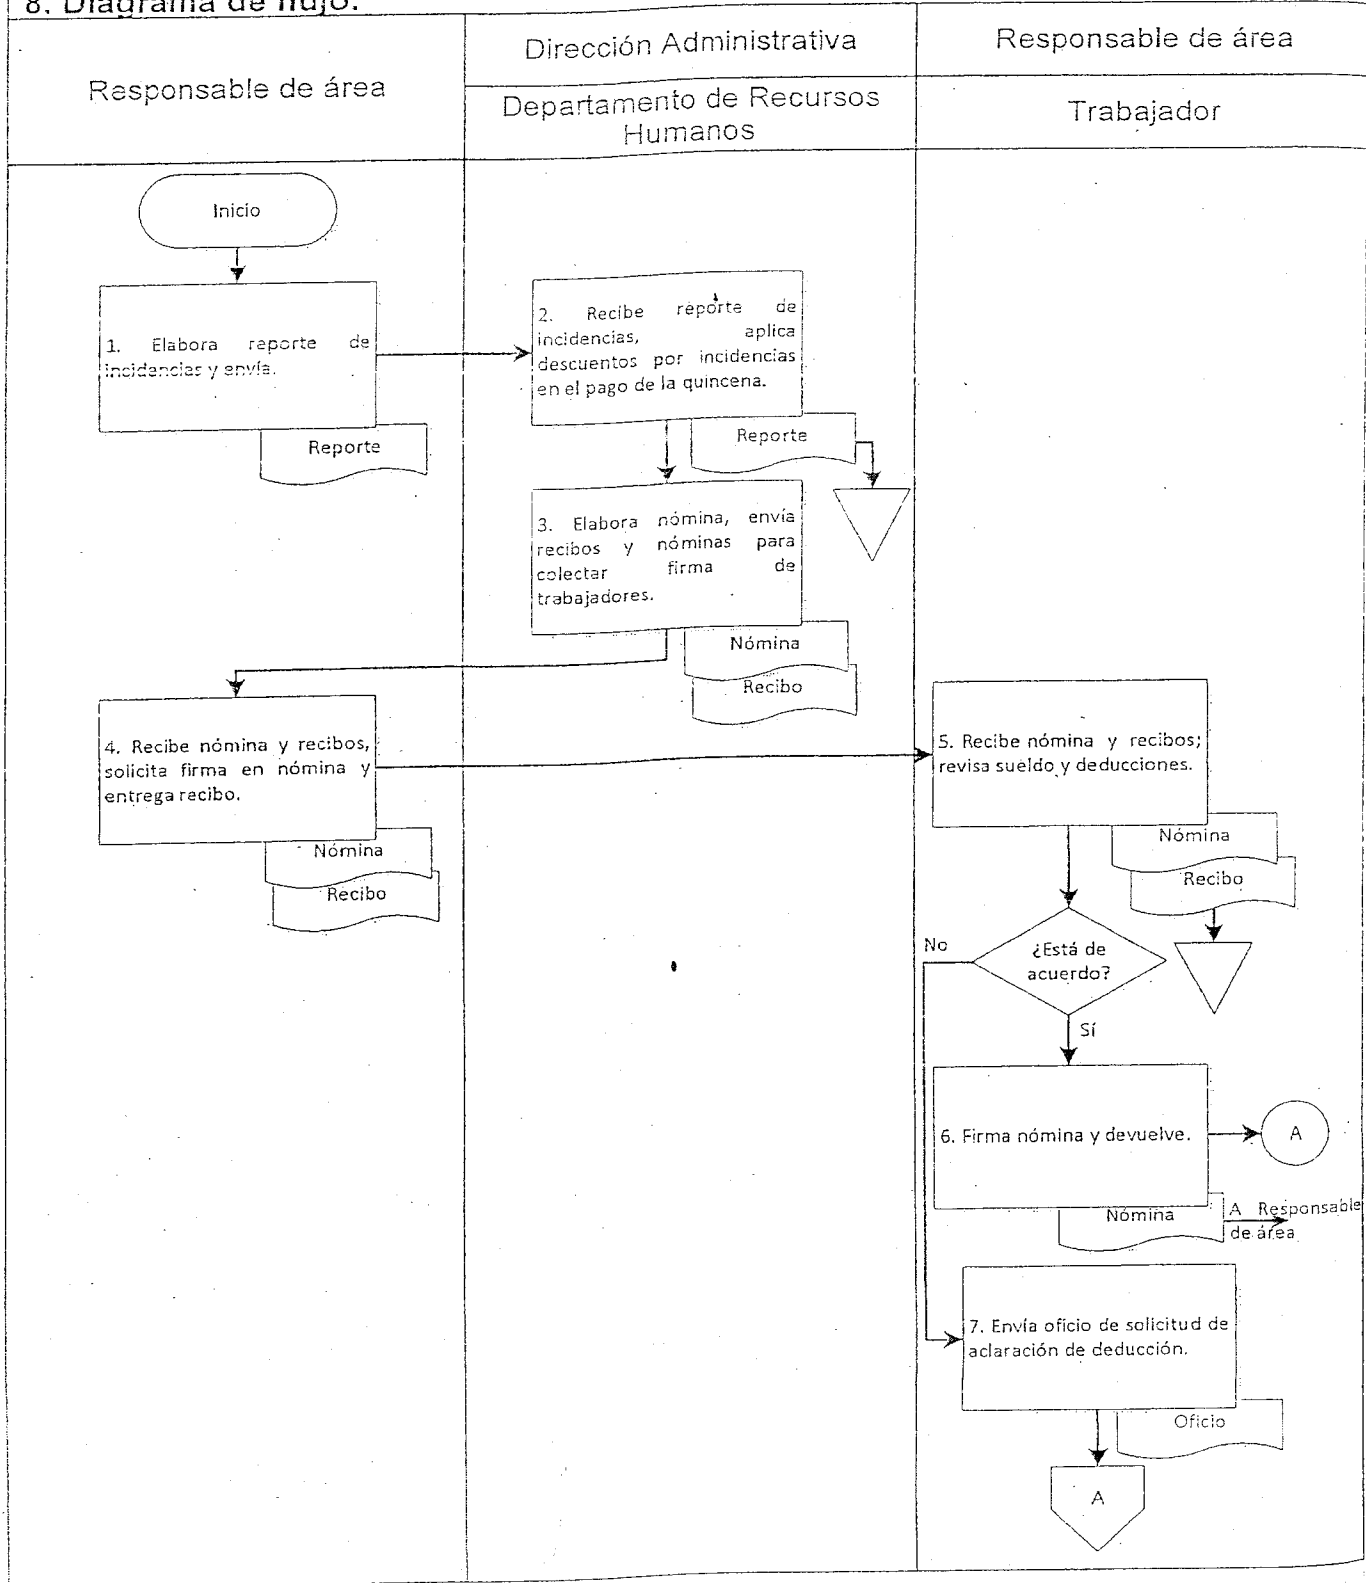 8. Diagrama de flujo.
Responsable de área
Dirección Administrativa
Departamento de Recursos
Humanos
Responsable de área
Trabajador
Inicio
1. Elabora reporte de
incidencias y envía.
Reporte
2. Recibe reporte de
incidencias, aplica
descuentos por incidencias
en el pago de la quincena.
Reporte
3. Elabora nómina, envía
recibos y nóminas para
colectar firma de
trabajadores.
Nómina
Recibo
4. Recibe nómina y recibos,
solicita firma en nómina y
entrega recibo.
Nómina
Recibo
5. Recibe nómina y recibos;
revisa sueldo y deducciones.
Nómina
Recibo
No
¿Está de
acuerdo?
Sí
6. Firma nómina y devuelve.
A
Nómina
A Responsable
de área
7. Envía oficio de solicitud de
aclaración de deducción.
Oficio
A